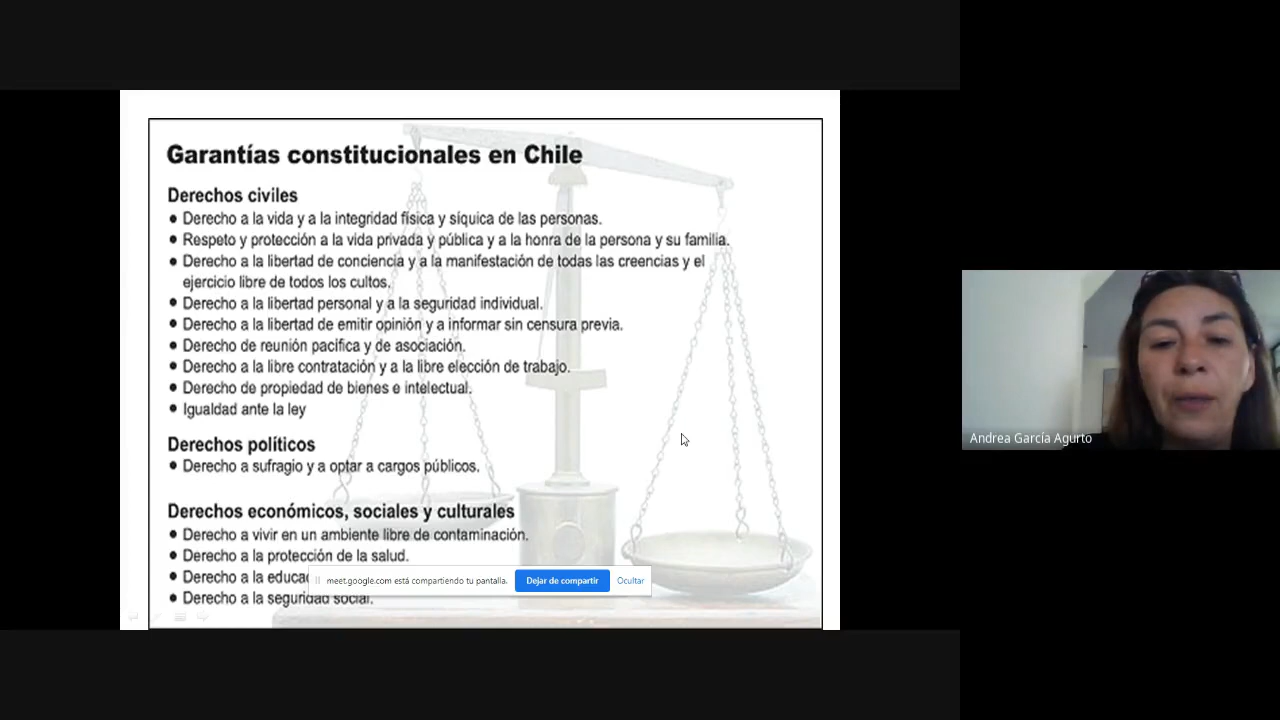 Garantías constitucionales en Chile
Derechos civiles
● Derecho a la vida y a la integridad física y síquica de las personas.
● Respeto y protección a la vida privada y pública y a la honra de la persona y su familia.
● Derecho a la libertad de conciencia y a la manifestación de todas las creencias y el
ejercicio libre de todos los cultos.
● Derecho a la libertad personal y a la seguridad individual.
● Derecho a la libertad de emitir opinión y a informar sin censura previa.
● Derecho de reunión pacífica y de asociación.
● Derecho a la libre contratación y a la libre elección de trabajo.
● Derecho de propiedad de bienes e intelectual.
● Igualdad ante la ley
Derechos políticos
● Derecho a sufragio y a optar a cargos públicos.
Derechos económicos, sociales y culturales
● Derecho a vivir en un ambiente libre de contaminación.
● Derecho a la protección de la salud.
● Derecho a la educac
meet.google.com está compartiendo tu pantalla. Dejar de compartir Ocultar
● Derecho a la seguridad social.
Andrea García Agurto